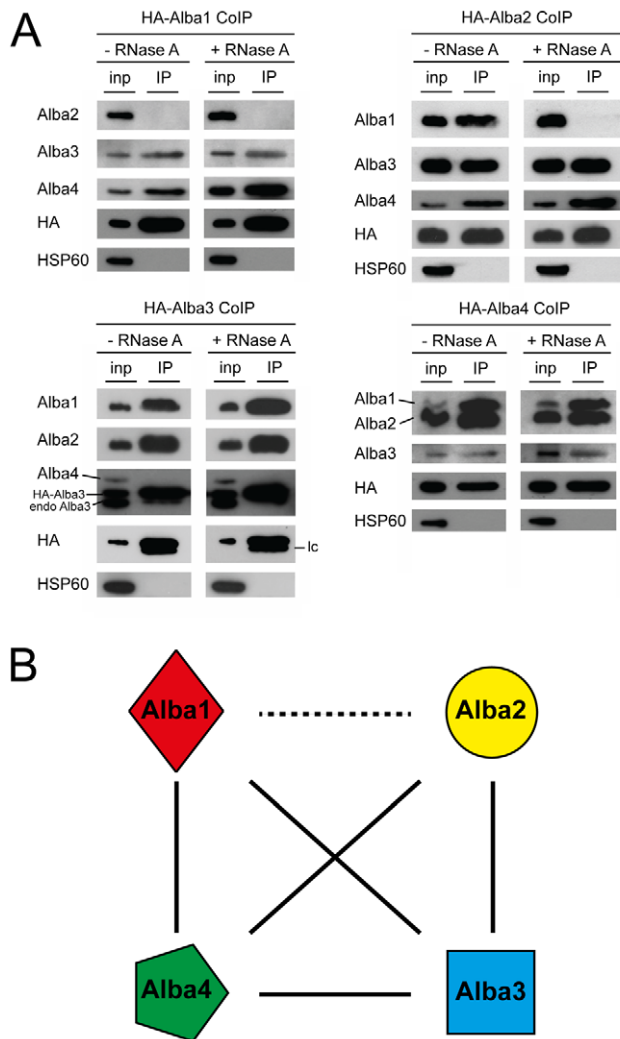 A
HA-Alba1 CoIP
- RNase A + RNase A
inp IP inp IP
Alba2
Alba3
Alba4
HA
HSP60
HA-Alba2 CoIP
- RNase A + RNase A
inp IP inp IP
Alba1
Alba3
Alba4
HA
HSP60
HA-Alba3 CoIP
- RNase A + RNase A
inp IP inp IP
Alba1
Alba2
Alba4
HA-Alba3
endo Alba3
HA
lc
HSP60
HA-Alba4 CoIP
- RNase A + RNase A
inp IP inp IP
Alba1
Alba2
Alba3
HA
HSP60
B
Alba1 Alba2
Alba4 Alba3